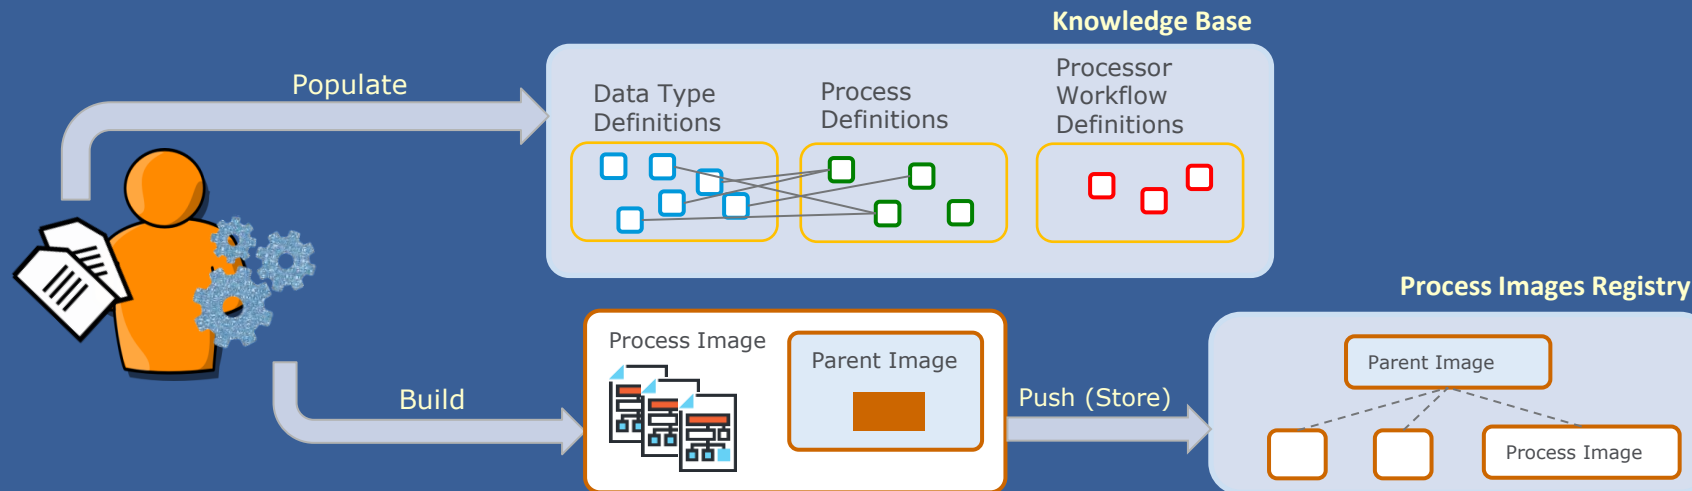 Knowledge Base
Populate
Data Type
Definitions
Process
Definitions
Processor
Workflow
Definitions
Process Images Registry
Process Image
Parent Image
Build
Push (Store)
Parent Image
Process Image